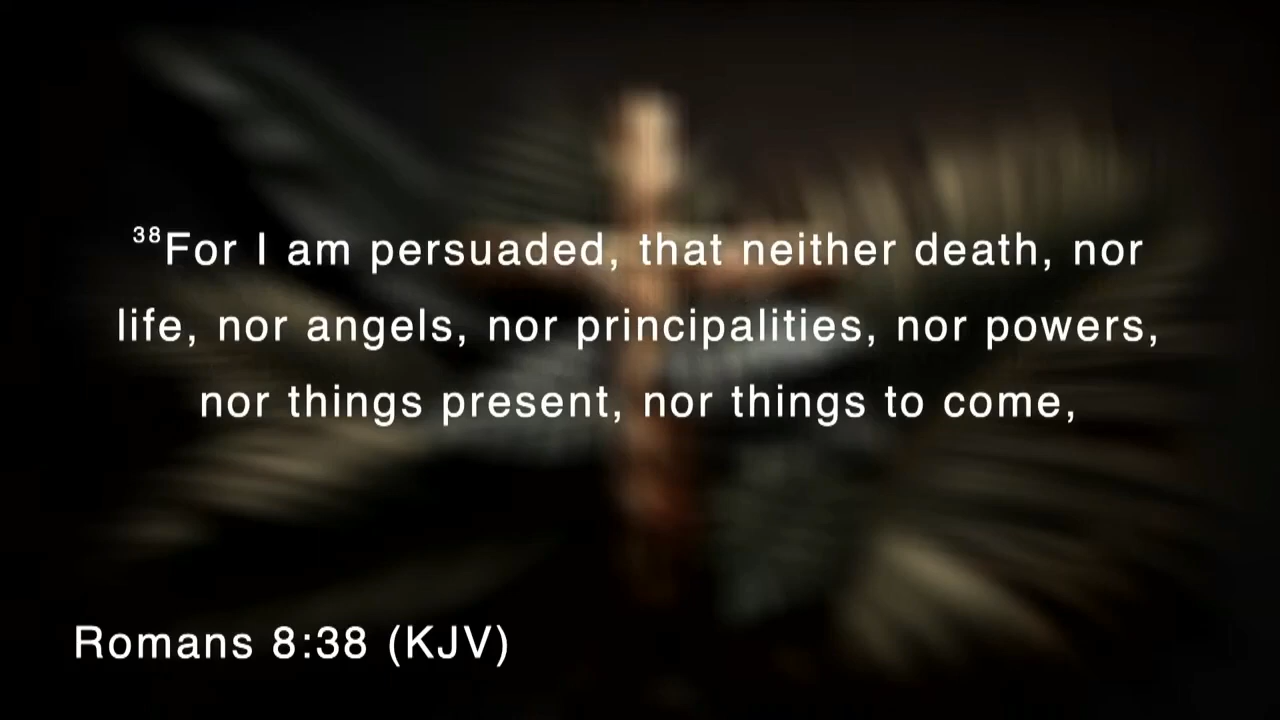 ³⁸For I am persuaded, that neither death, nor
life, nor angels, nor principalities, nor powers,
nor things present, nor things to come,
Romans 8:38 (KJV)